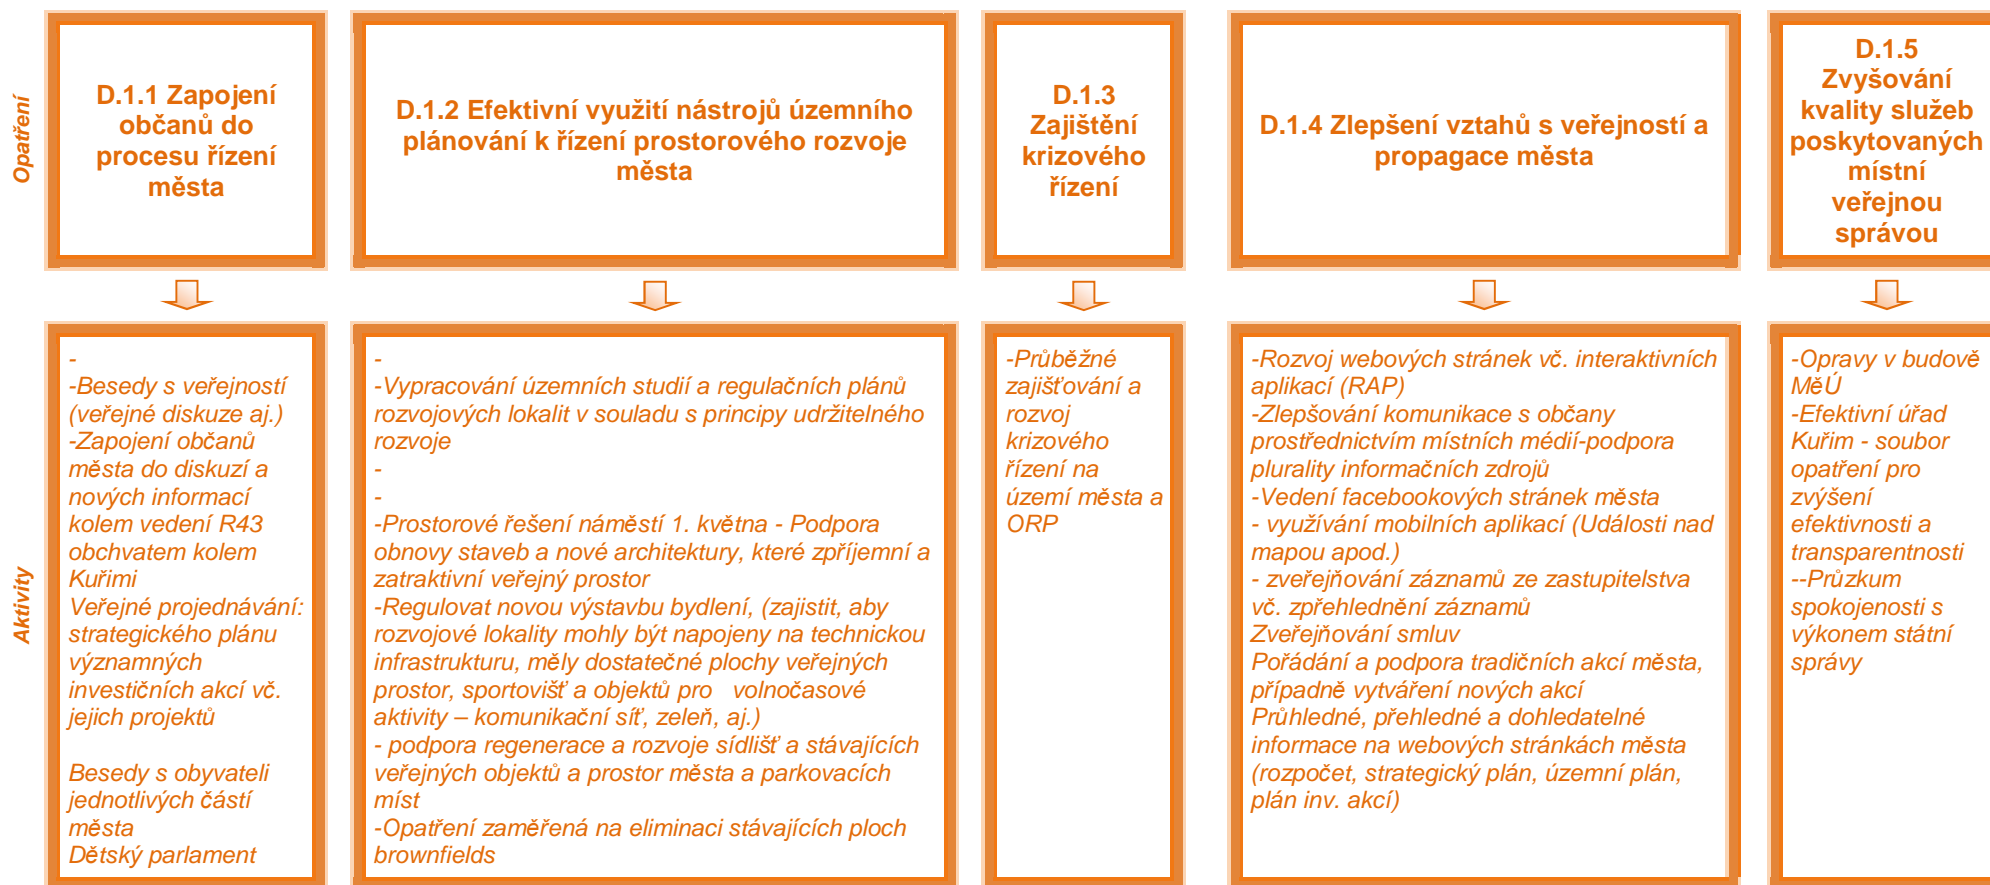 Opatření
D.1.1 Zapojení
občanů do
procesu řízení
města
D.1.2 Efektivní využití nástrojů územního
plánování k řízení prostorového rozvoje
města
D.1.3
Zajištění
krizového
řízení
D.1.4 Zlepšení vztahů s veřejností a
propagace města
D.1.5
Zvyšování
kvality služeb
poskytovaných
místní
veřejnou
správou
Aktivity
-
-Besedy s veřejností
(veřejné diskuze aj.)
-Zapojení občanů
města do diskuzí a
nových informací
kolem vedení R43
obchvatem kolem
Kuřimi
Veřejné projednávání:
strategického plánu
významných
investičních akcí vč.
jejich projektů
Besedy s obyvateli
jednotlivých částí
města
Dětský parlament
-
-Vypracování územních studií a regulačních plánů
rozvojových lokalit v souladu s principy udržitelného
rozvoje
-
-
-Prostorové řešení náměstí 1. května - Podpora
obnovy staveb a nové architektury, které zpříjemní a
zatraktivní veřejný prostor
-Regulovat novou výstavbu bydlení, (zajistit, aby
rozvojové lokality mohly být napojeny na technickou
infrastrukturu, měly dostatečné plochy veřejných
prostor, sportovišť a objektů pro   volnočasové
aktivity – komunikační síť, zeleň, aj.)
- podpora regenerace a rozvoje sídlišť a stávajících
veřejných objektů a prostor města a parkovacích
míst
-Opatření zaměřená na eliminaci stávajících ploch
brownfields
-Průběžné
zajišťování a
rozvoj
krizového
řízení na
území města a
ORP
-Rozvoj webových stránek vč. interaktivních
aplikací (RAP)
-Zlepšování komunikace s občany
prostřednictvím místních médií-podpora
plurality informačních zdrojů
-Vedení facebookových stránek města
- využívání mobilních aplikací (Události nad
mapou apod.)
- zveřejňování záznamů ze zastupitelstva
vč. zpřehlednění záznamů
Zveřejňování smluv
Pořádání a podpora tradičních akcí města,
případně vytváření nových akcí
Průhledné, přehledné a dohledatelné
informace na webových stránkách města
(rozpočet, strategický plán, územní plán,
plán inv. akcí)
-Opravy v budově
MěÚ
-Efektivní úřad
Kuřim - soubor
opatření pro
zvýšení
efektivnosti a
transparentnosti
--Průzkum
spokojenosti s
výkonem státní
správy